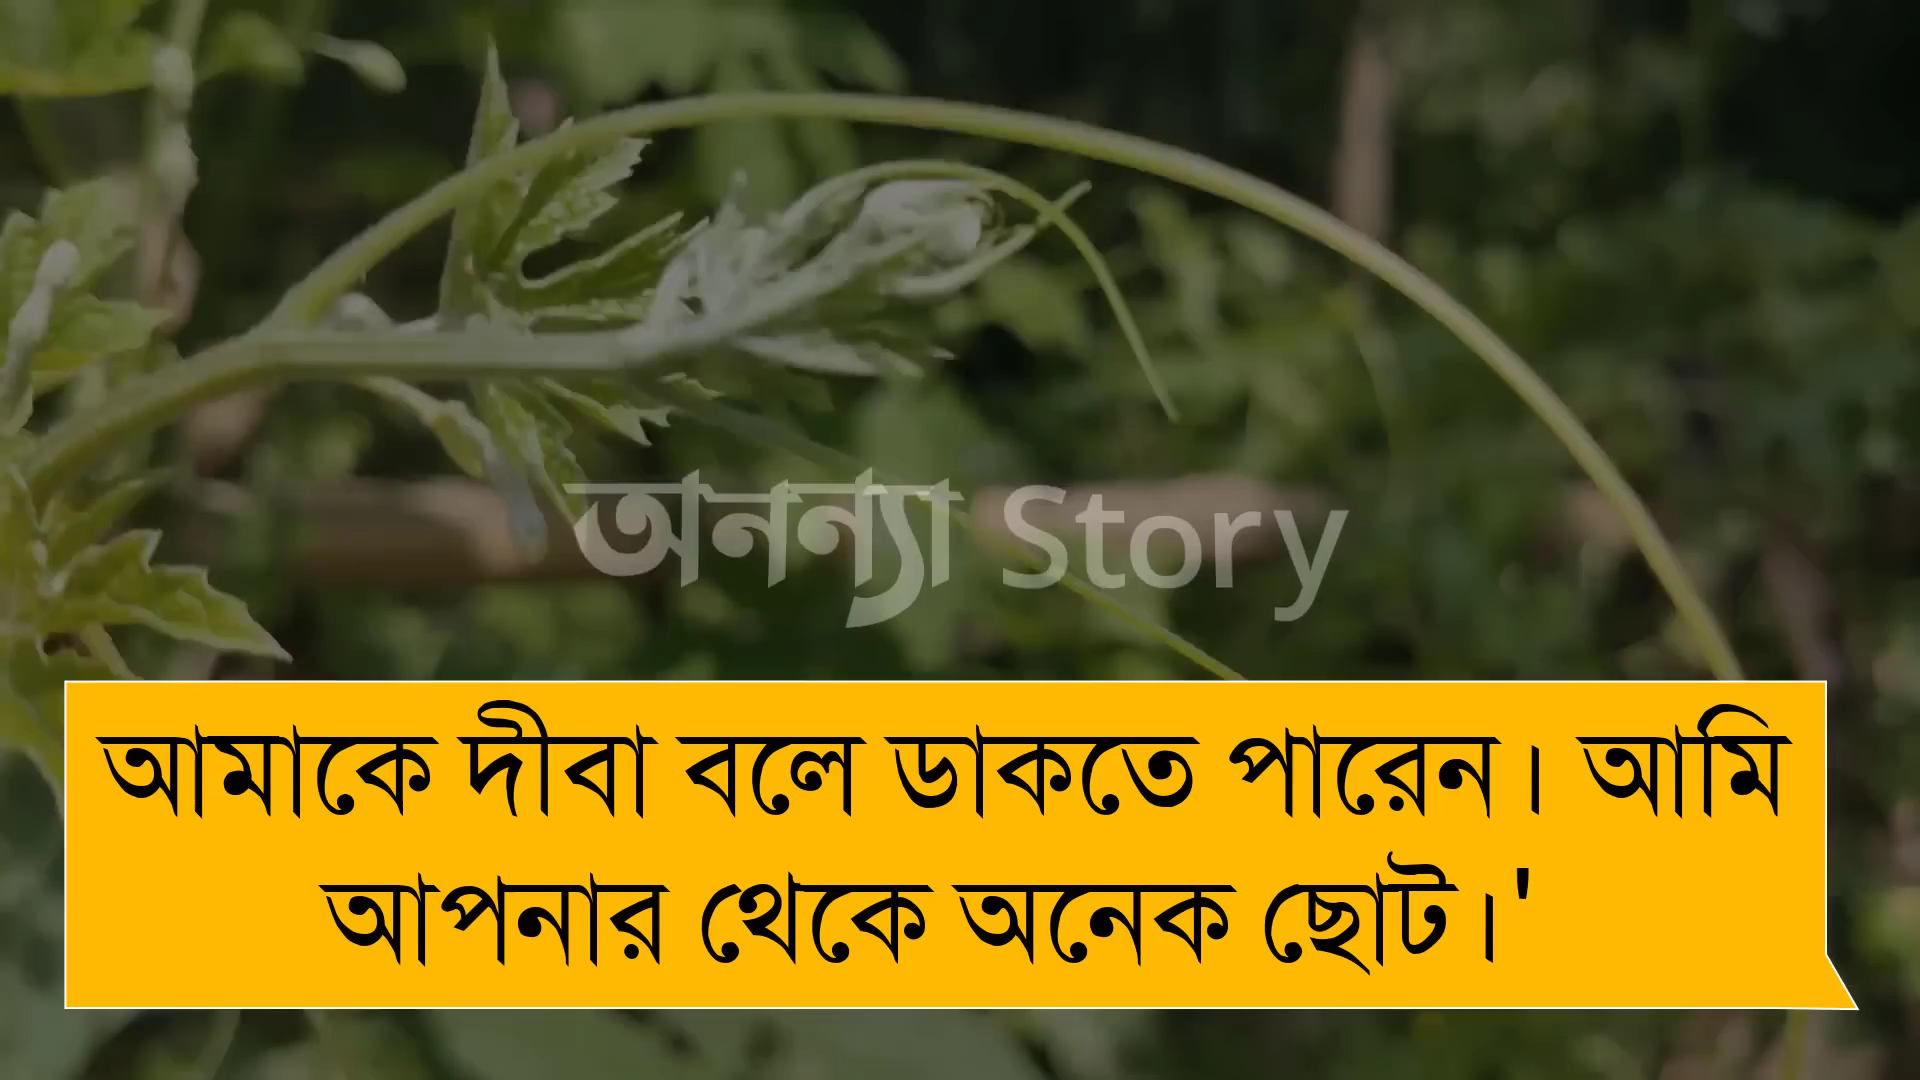 অনন্যা Story
আমাকে দীবা বলে ডাকতে পারেন। আমি
আপনার থেকে অনেক ছোট।'